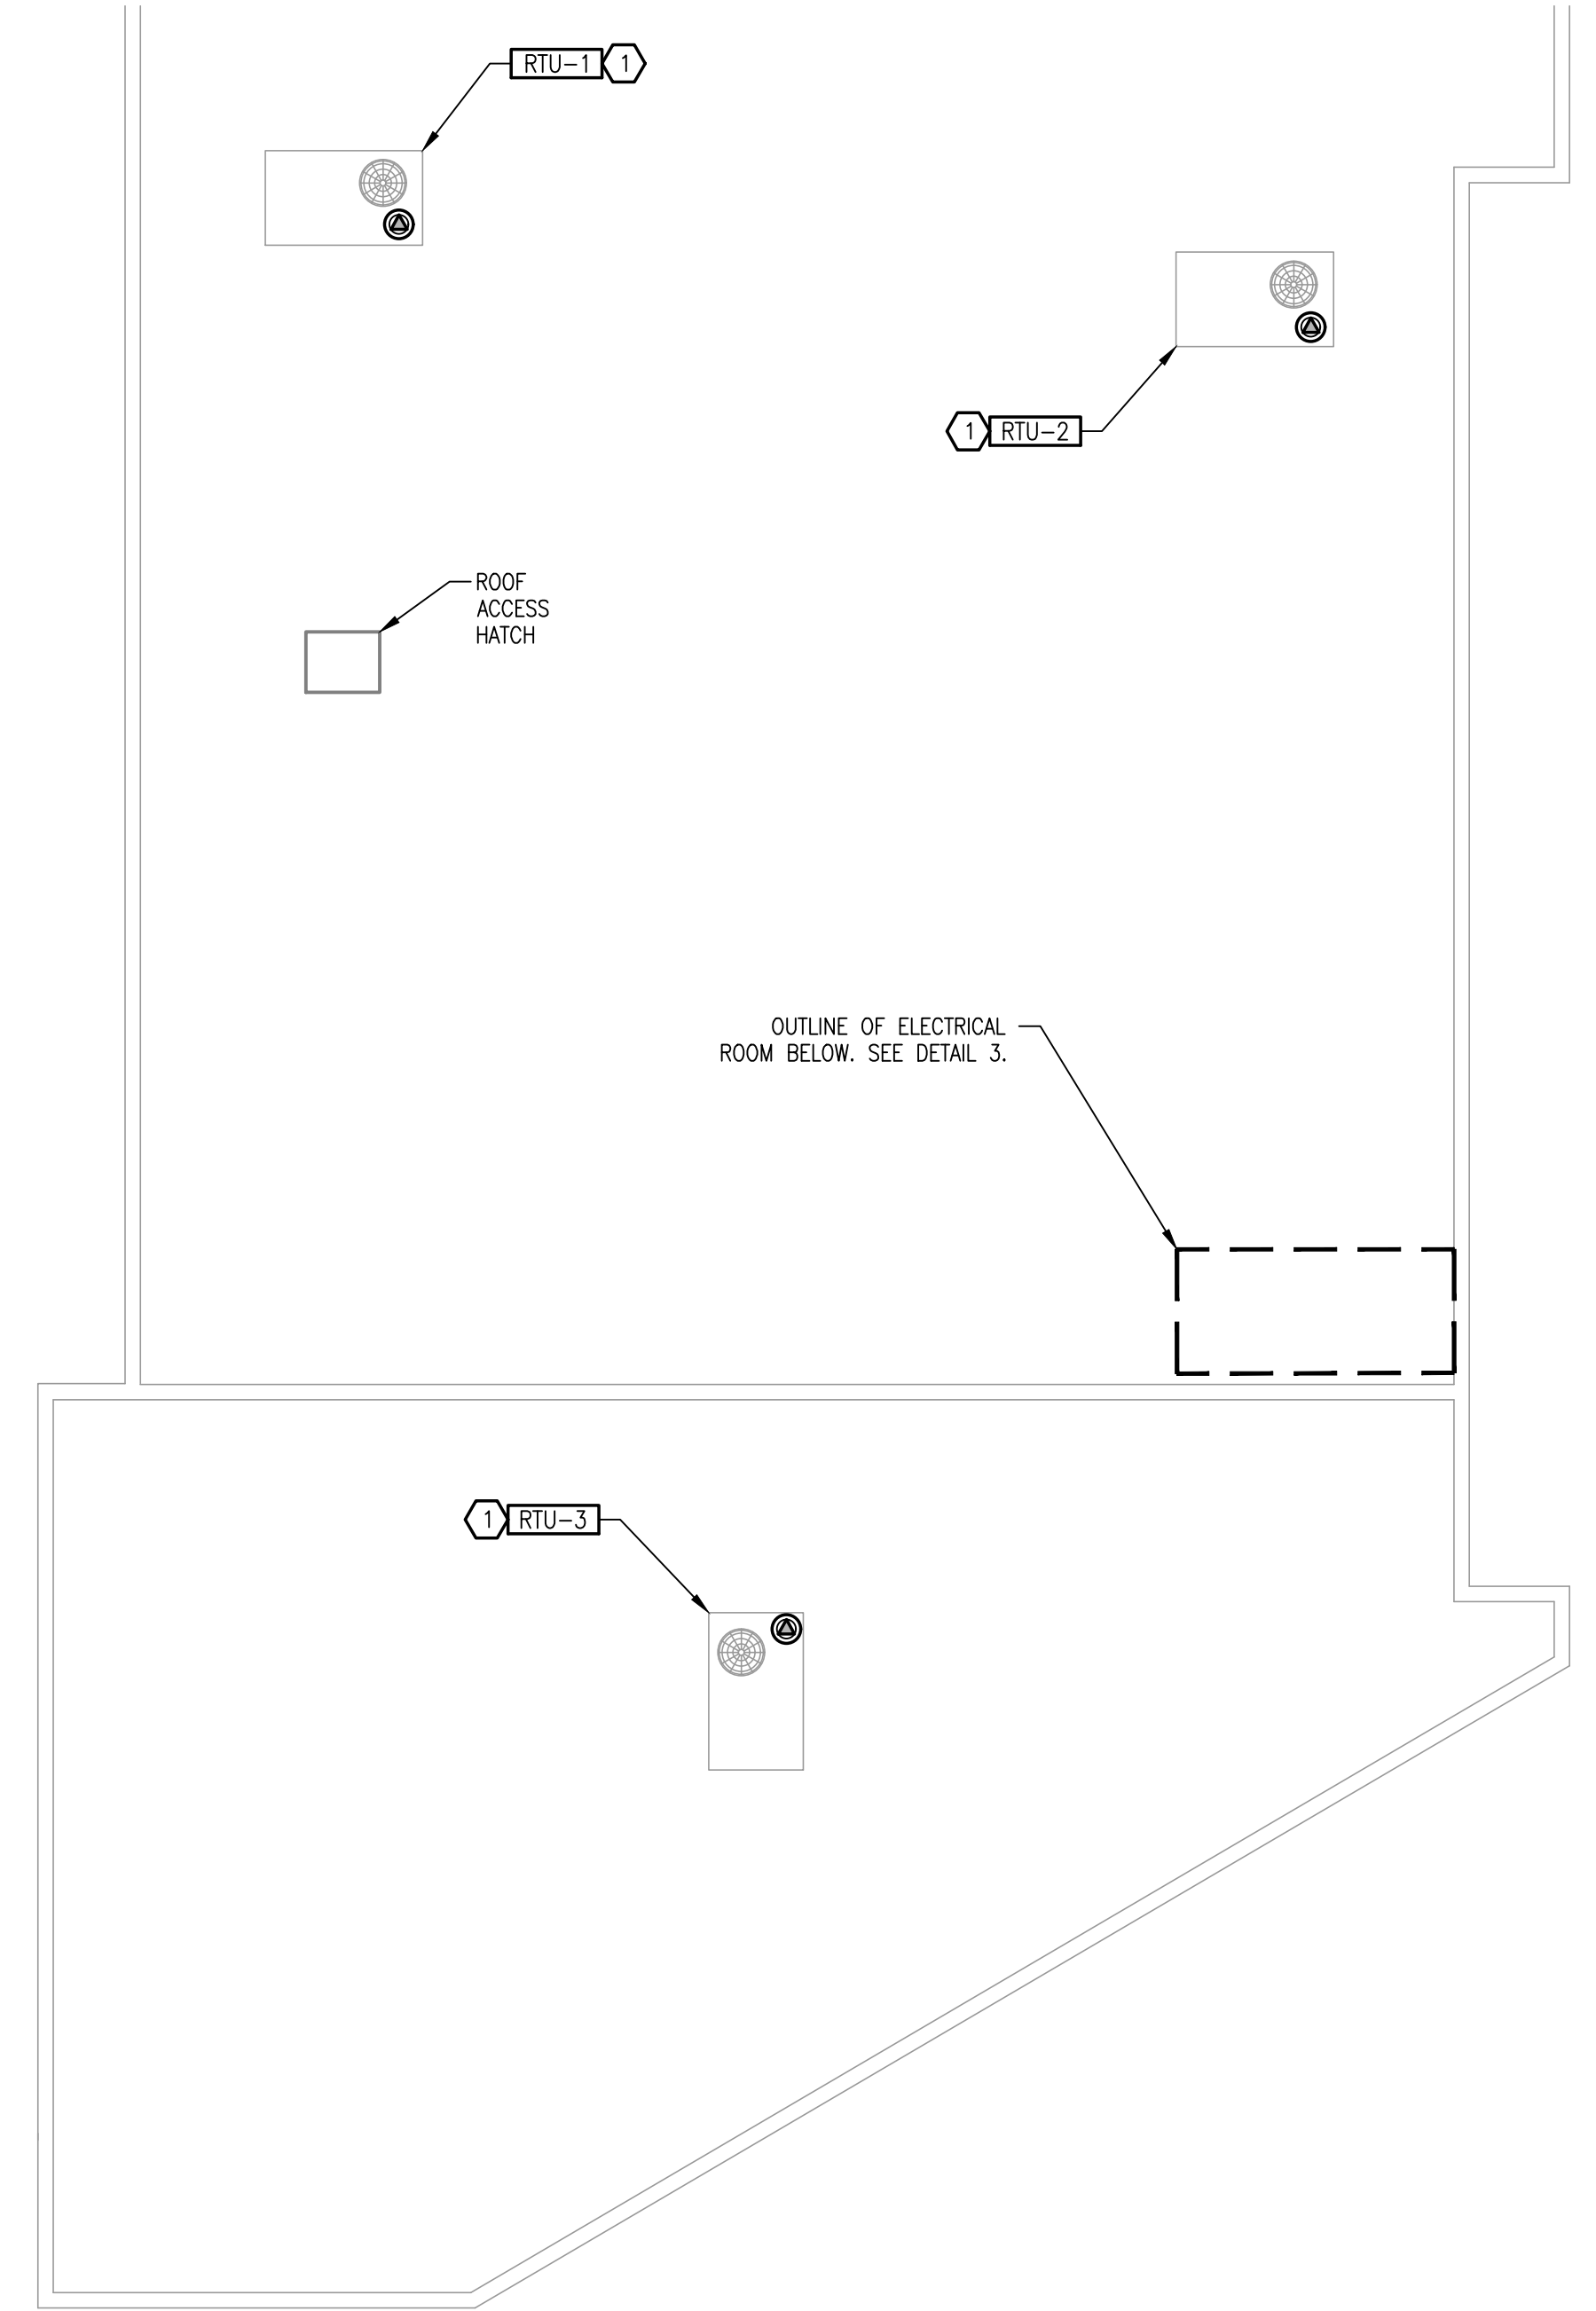 RTU-1 1
1 RTU-2
ROOF
ACCESS
HATCH
OUTLINE OF ELECTRICAL
ROOM BELOW. SEE DETAIL 3.
1 RTU-3